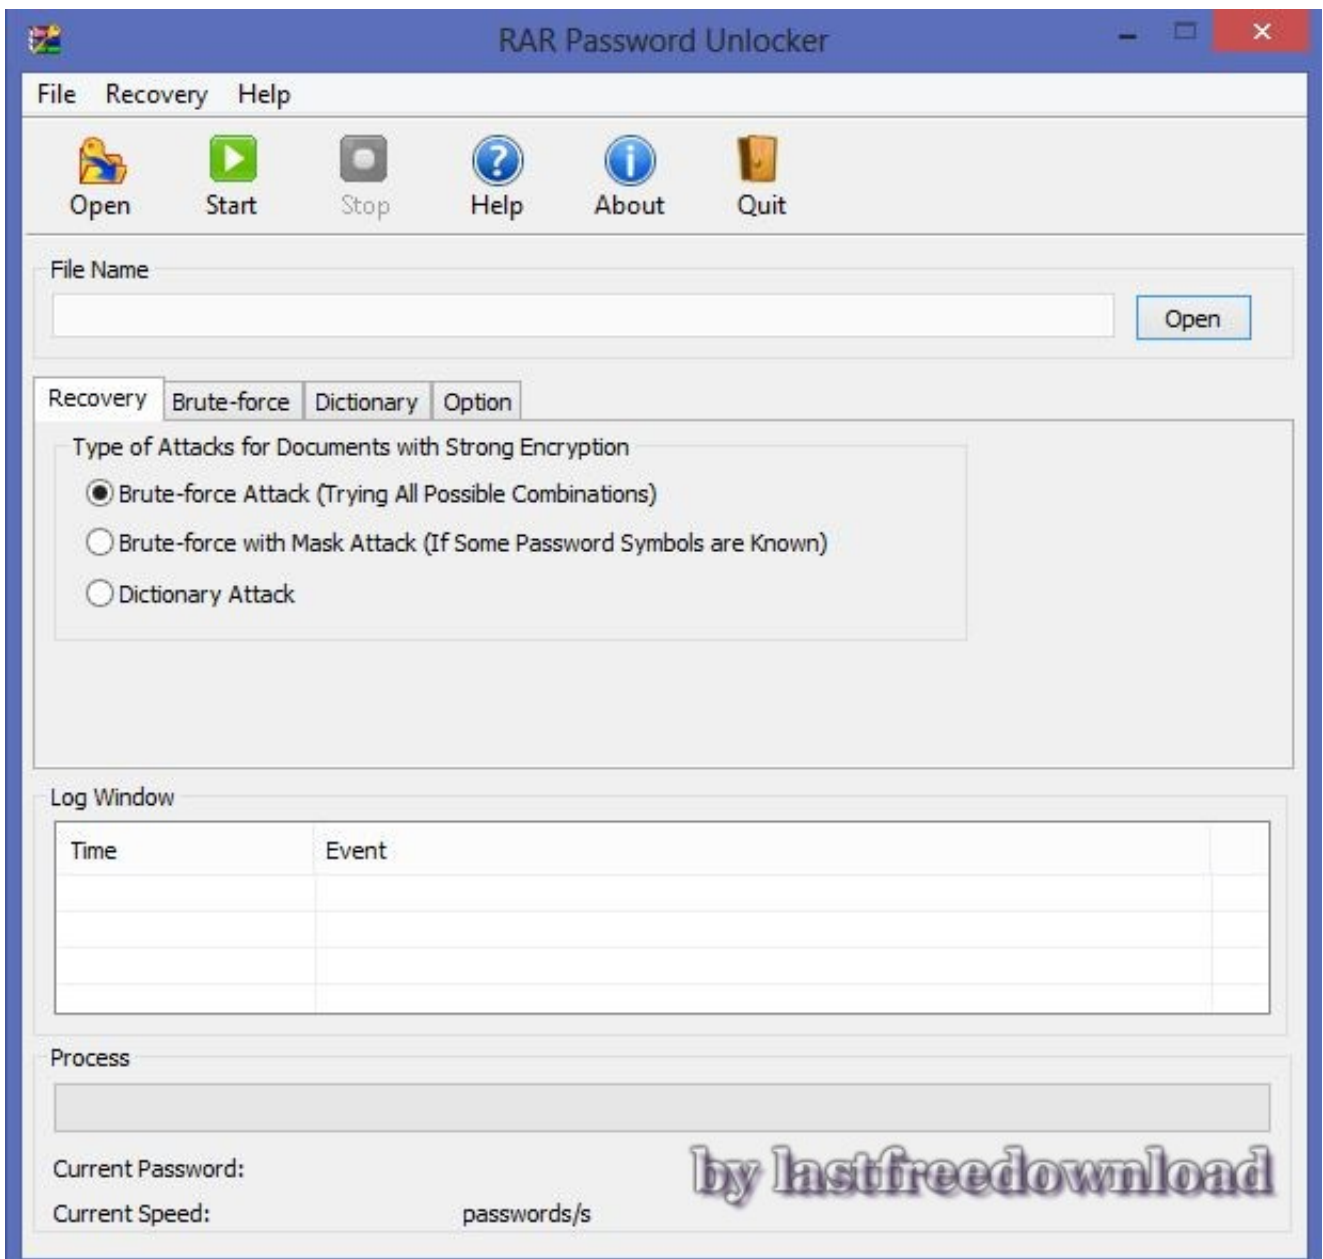 RAR Password Unlocker
File Recovery Help
Open Start Stop Help About Quit
File Name
Open
Recovery Brute-force Dictionary Option
Type of Attacks for Documents with Strong Encryption
Brute-force Attack (Trying All Possible Combinations)
Brute-force with Mask Attack (If Some Password Symbols are Known)
Dictionary Attack
Log Window
Time Event
Process
Current Password:
by lastfreedownload
Current Speed: passwords/s